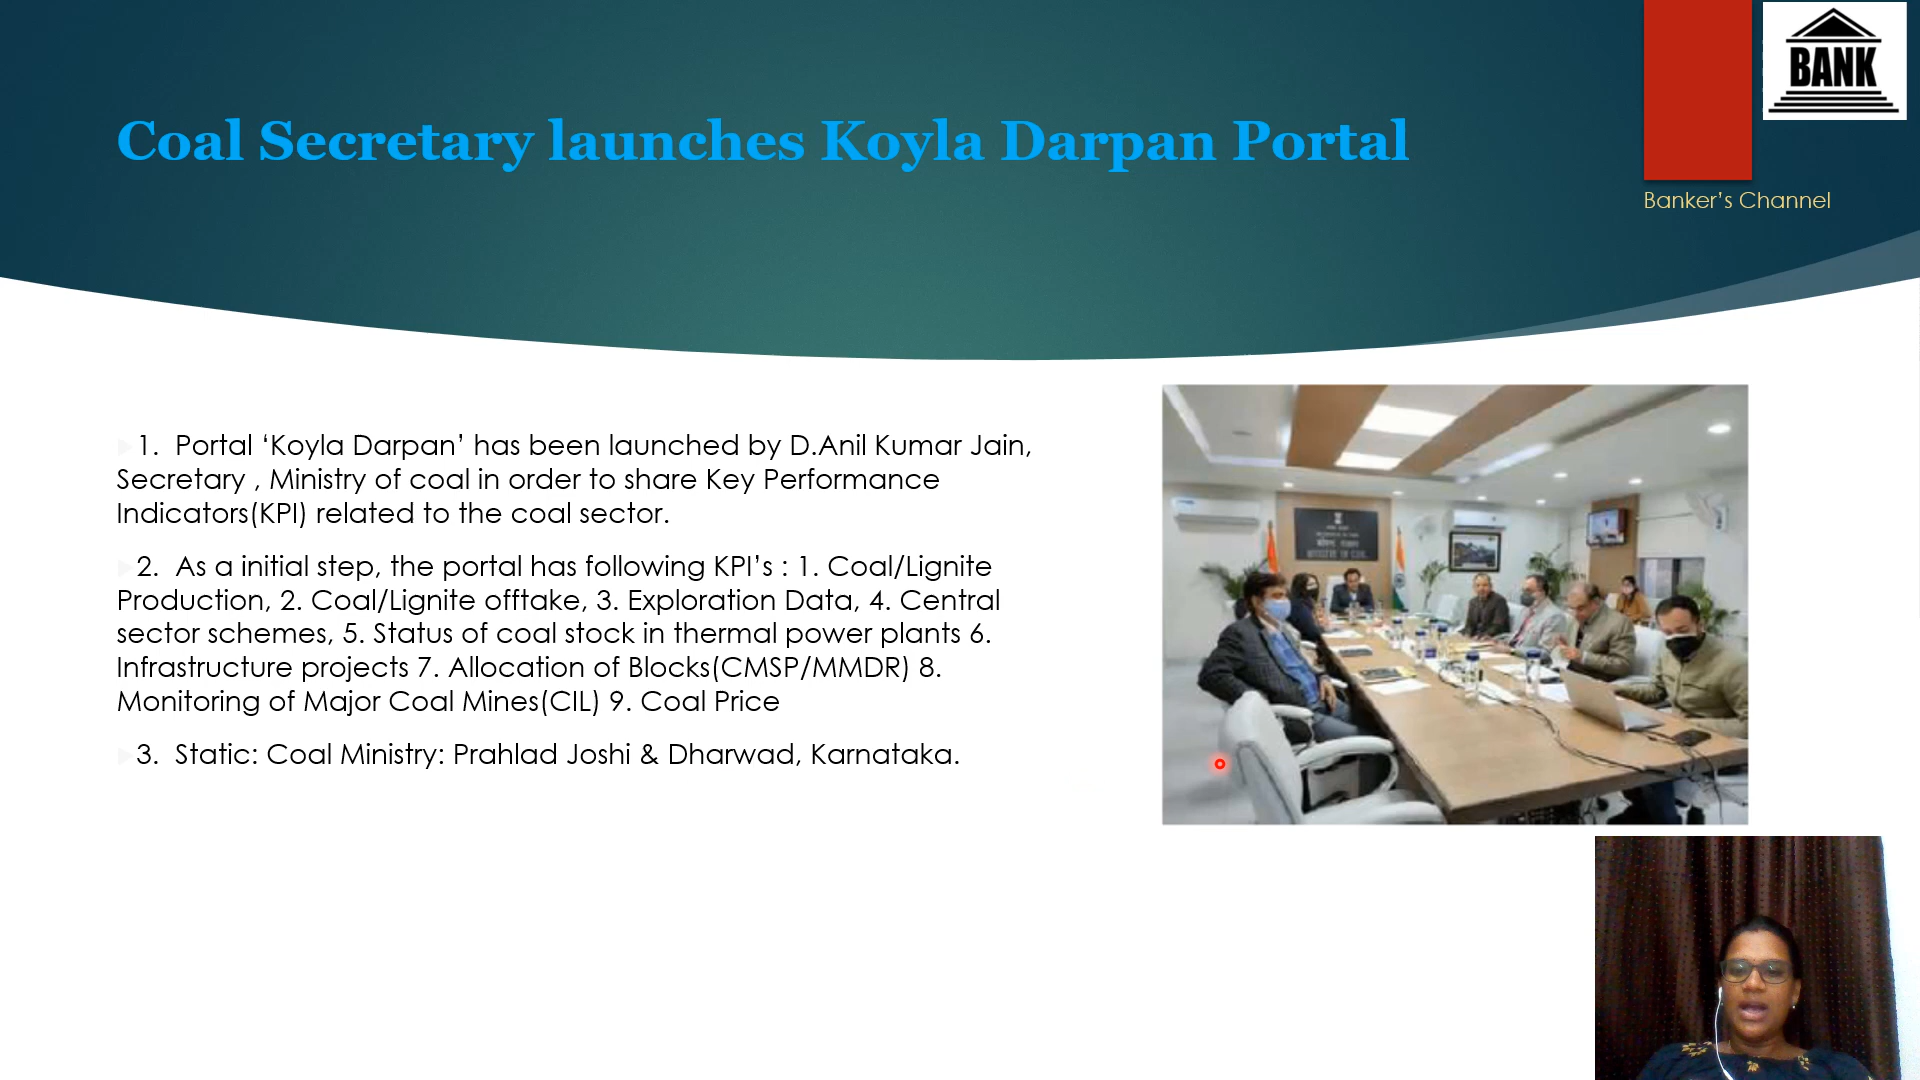 BANK
Coal Secretary launches Koyla Darpan Portal
Banker’s Channel
1. Portal ‘Koyla Darpan’ has been launched by D.Anil Kumar Jain,
Secretary , Ministry of coal in order to share Key Performance
Indicators(KPI) related to the coal sector.
2. As a initial step, the portal has following KPI’s : 1. Coal/Lignite
Production, 2. Coal/Lignite offtake, 3. Exploration Data, 4. Central
sector schemes, 5. Status of coal stock in thermal power plants 6.
Infrastructure projects 7. Allocation of Blocks(CMSP/MMDR) 8.
Monitoring of Major Coal Mines(CIL) 9. Coal Price
3. Static: Coal Ministry: Prahlad Joshi & Dharwad, Karnataka.
MINISTRY OF COAL